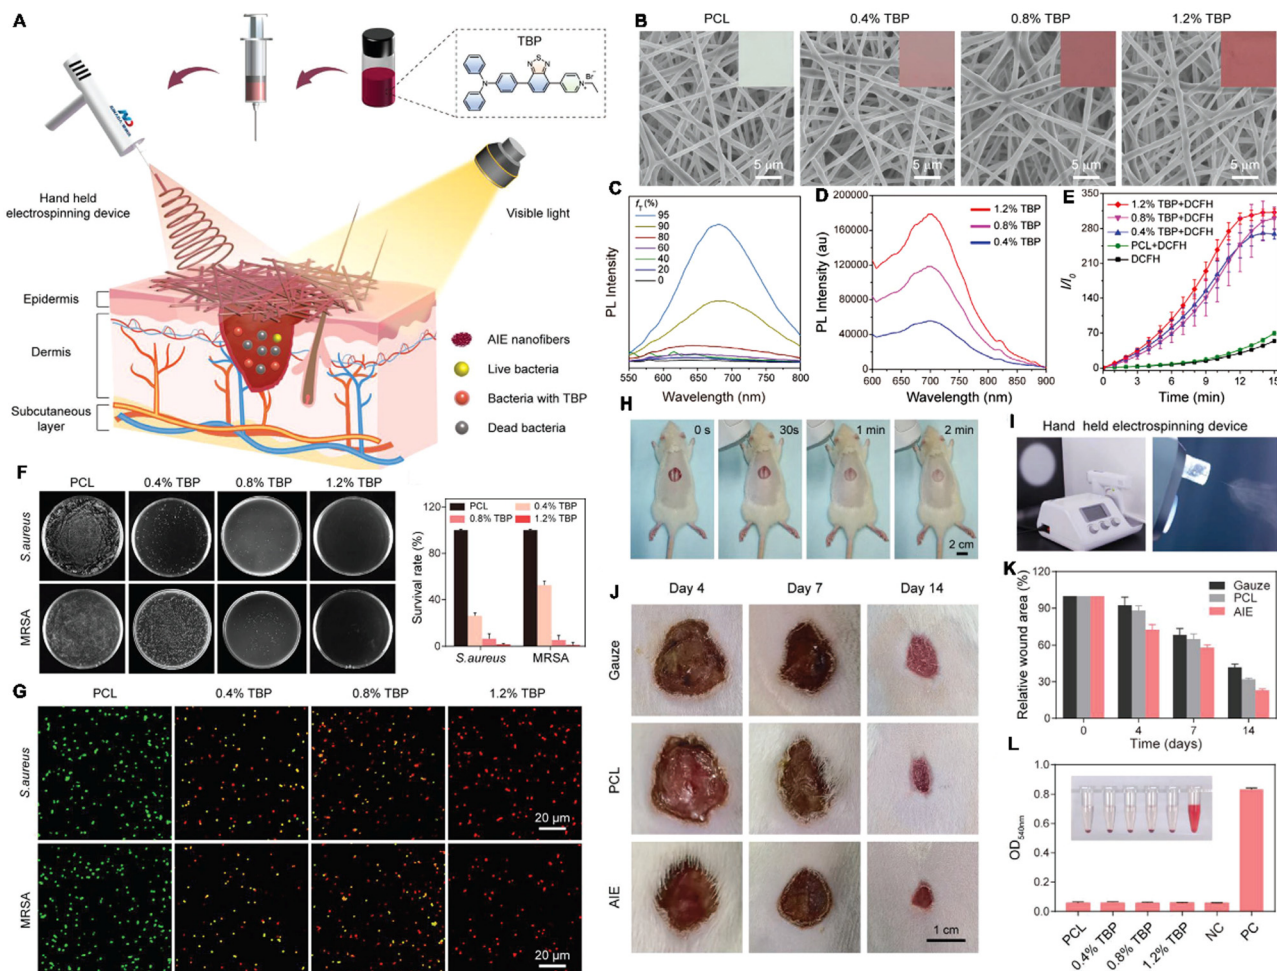 A
TBP
S
N
N
N
N
Br⁻
Hand held
electrospinning device
Visible light
Epidermis
Dermis
Subcutaneous
layer
AIE nanofibers
Live bacteria
Bacteria with TBP
Dead bacteria
B
PCL
0.4% TBP
0.8% TBP
1.2% TBP
5 μm
5 μm
5 μm
5 μm
C
fT (%)
95
90
80
60
40
20
0
PL Intensity
550
600
650
700
750
800
Wavelength (nm)
D
200000
180000
160000
120000
80000
40000
0
PL Intensity (au)
1.2% TBP
0.8% TBP
0.4% TBP
600
650
700
750
800
850
900
Wavelength (nm)
E
1.2% TBP+DCFH
0.8% TBP+DCFH
0.4% TBP+DCFH
PCL+DCFH
DCFH
350
300
210
140
70
0
I/I0
0
3
6
9
12
15
Time (min)
F
PCL
0.4% TBP
0.8% TBP
1.2% TBP
S.aureus
MRSA
Survival rate (%)
120
80
40
0
PCL
0.4% TBP
0.8% TBP
1.2% TBP
S.aureus
MRSA
G
PCL
0.4% TBP
0.8% TBP
1.2% TBP
S.aureus
20 μm
MRSA
20 μm
H
0 s
30s
1 min
2 min
2 cm
I
Hand held electrospinning device
J
Day 4
Day 7
Day 14
Gauze
PCL
AIE
1 cm
K
Relative wound area (%)
120
90
60
30
0
Gauze
PCL
AIE
0
4
7
14
Time (days)
L
OD540nm
1.0
0.8
0.6
0.4
0.2
0.0
PCL
0.4% TBP
0.8% TBP
1.2% TBP
NC
PC